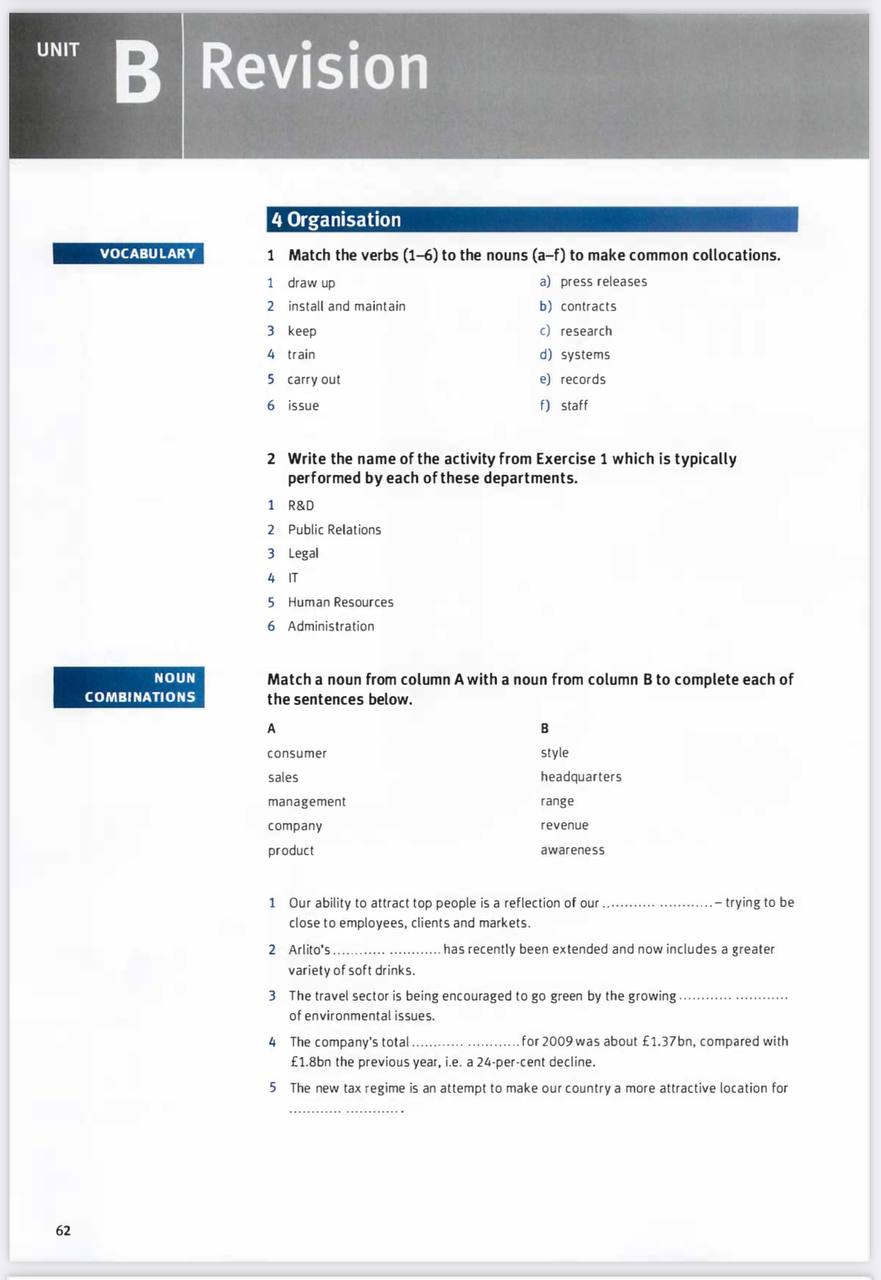 UNIT B Revision
4 Organisation
VOCABULARY
1 Match the verbs (1–6) to the nouns (a–f) to make common collocations.
1 draw up a) press releases
2 install and maintain b) contracts
3 keep c) research
4 train d) systems
5 carry out e) records
6 issue f) staff
2 Write the name of the activity from Exercise 1 which is typically
performed by each of these departments.
1 R&D
2 Public Relations
3 Legal
4 IT
5 Human Resources
6 Administration
NOUN
COMBINATIONS
Match a noun from column A with a noun from column B to complete each of
the sentences below.
A B
consumer style
sales headquarters
management range
company revenue
product awareness
1 Our ability to attract top people is a reflection of our ............ ............ – trying to be
close to employees, clients and markets.
2 Arlito's ............ ............ has recently been extended and now includes a greater
variety of soft drinks.
3 The travel sector is being encouraged to go green by the growing ............ ............
of environmental issues.
4 The company's total ............ ............ for 2009 was about £1.37bn, compared with
£1.8bn the previous year, i.e. a 24-per-cent decline.
5 The new tax regime is an attempt to make our country a more attractive location for
............ ............ .
62